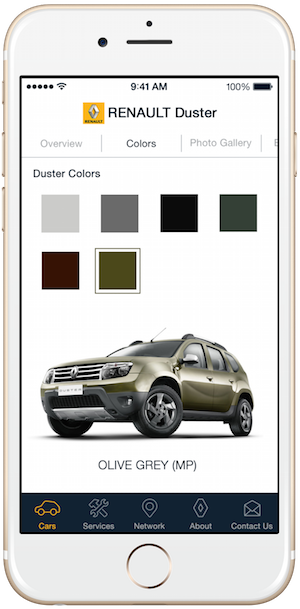 9:41 AM
100%
RENAULT
RENAULT Duster
Overview
Colors
Photo Gallery
E
Duster Colors
DUSTER
OLIVE GREY (MP)
Cars
Services
Network
About
Contact Us